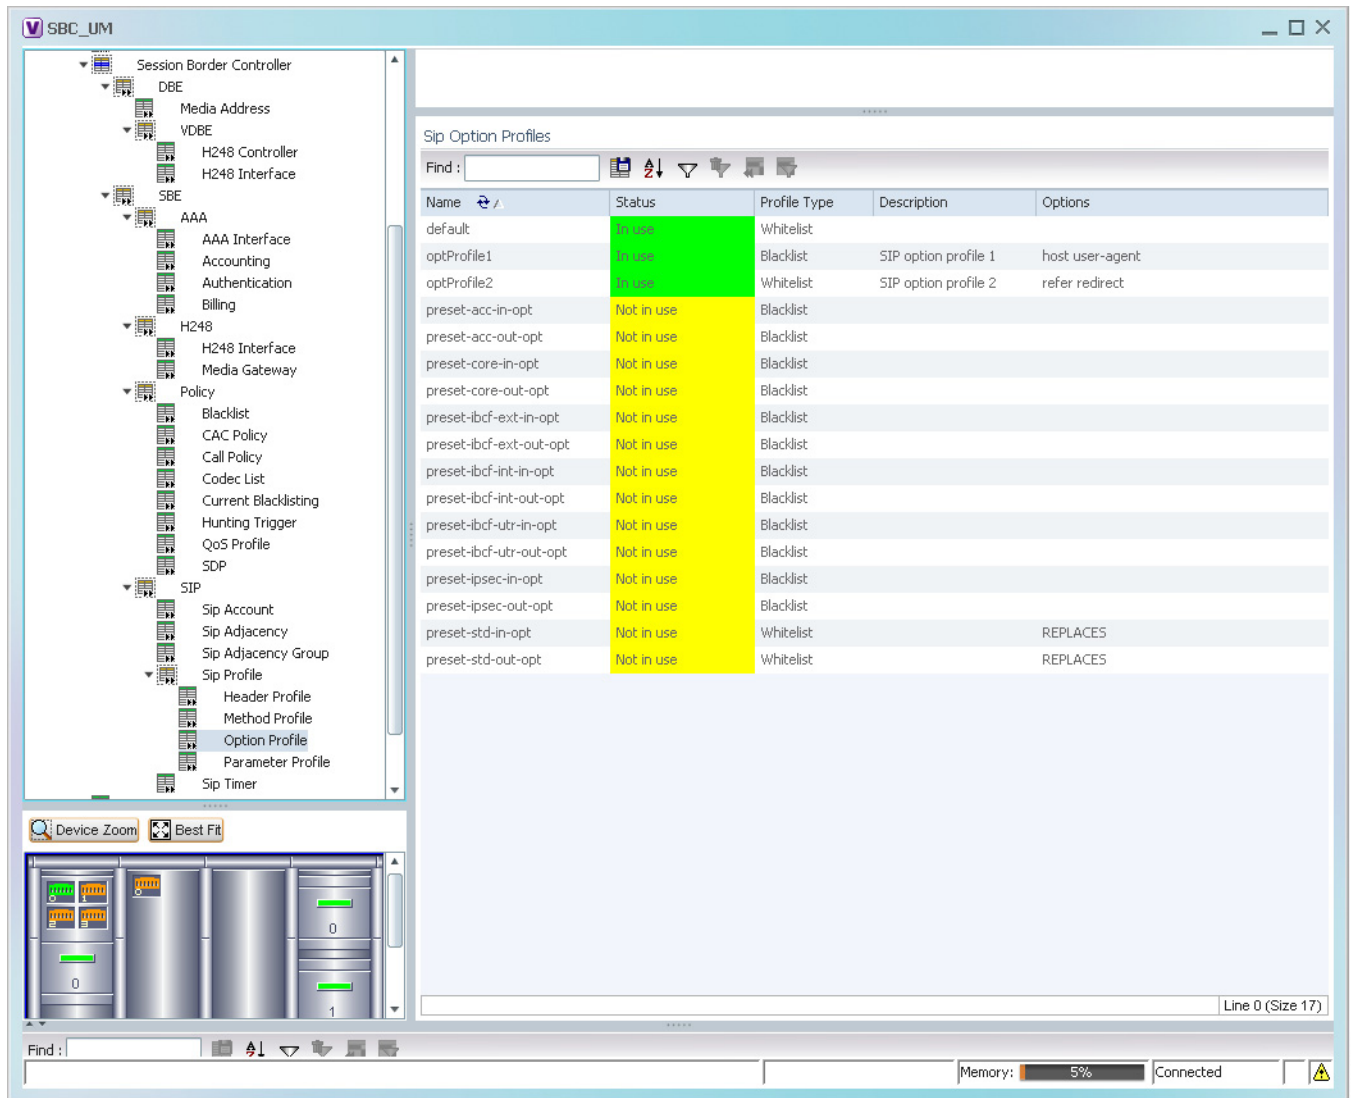 SBC_UM
Session Border Controller
DBE
Media Address
VDBE
H248 Controller
H248 Interface
SBE
AAA
AAA Interface
Accounting
Authentication
Billing
H248
H248 Interface
Media Gateway
Policy
Blacklist
CAC Policy
Call Policy
Codec List
Current Blacklisting
Hunting Trigger
QoS Profile
SDP
SIP
Sip Account
Sip Adjacency
Sip Adjacency Group
Sip Profile
Header Profile
Method Profile
Option Profile
Parameter Profile
Sip Timer
Device Zoom Best Fit
0 1
2 3
0
0
0
1
Sip Option Profiles
Find :
Name Status Profile Type Description Options
default In use Whitelist
optProfile1 In use Blacklist SIP option profile 1 host user-agent
optProfile2 In use Whitelist SIP option profile 2 refer redirect
preset-acc-in-opt Not in use Blacklist
preset-acc-out-opt Not in use Blacklist
preset-core-in-opt Not in use Blacklist
preset-core-out-opt Not in use Blacklist
preset-ibcf-ext-in-opt Not in use Blacklist
preset-ibcf-ext-out-opt Not in use Blacklist
preset-ibcf-int-in-opt Not in use Blacklist
preset-ibcf-int-out-opt Not in use Blacklist
preset-ibcf-utr-in-opt Not in use Blacklist
preset-ibcf-utr-out-opt Not in use Blacklist
preset-ipsec-in-opt Not in use Blacklist
preset-ipsec-out-opt Not in use Blacklist
preset-std-in-opt Not in use Whitelist REPLACES
preset-std-out-opt Not in use Whitelist REPLACES
Line 0 (Size 17)
Find :
Memory: 5% Connected